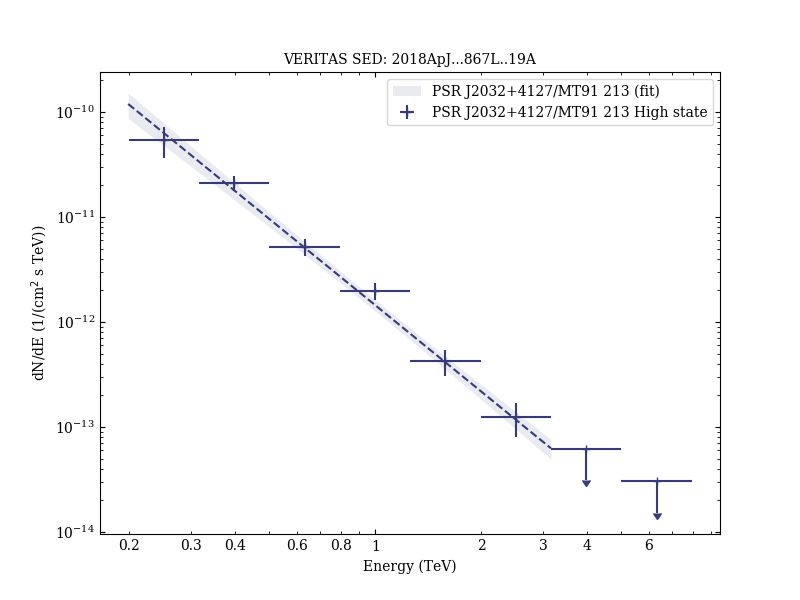 VERITAS SED: 2018ApJ...867L..19A
PSR J2032+4127/MT91 213 (fit)
PSR J2032+4127/MT91 213 High state
dN/dE (1/(cm² s TeV))
10⁻¹⁰
10⁻¹¹
10⁻¹²
10⁻¹³
10⁻¹⁴
0.2 0.3 0.4 0.6 0.8 1 2 3 4 6
Energy (TeV)